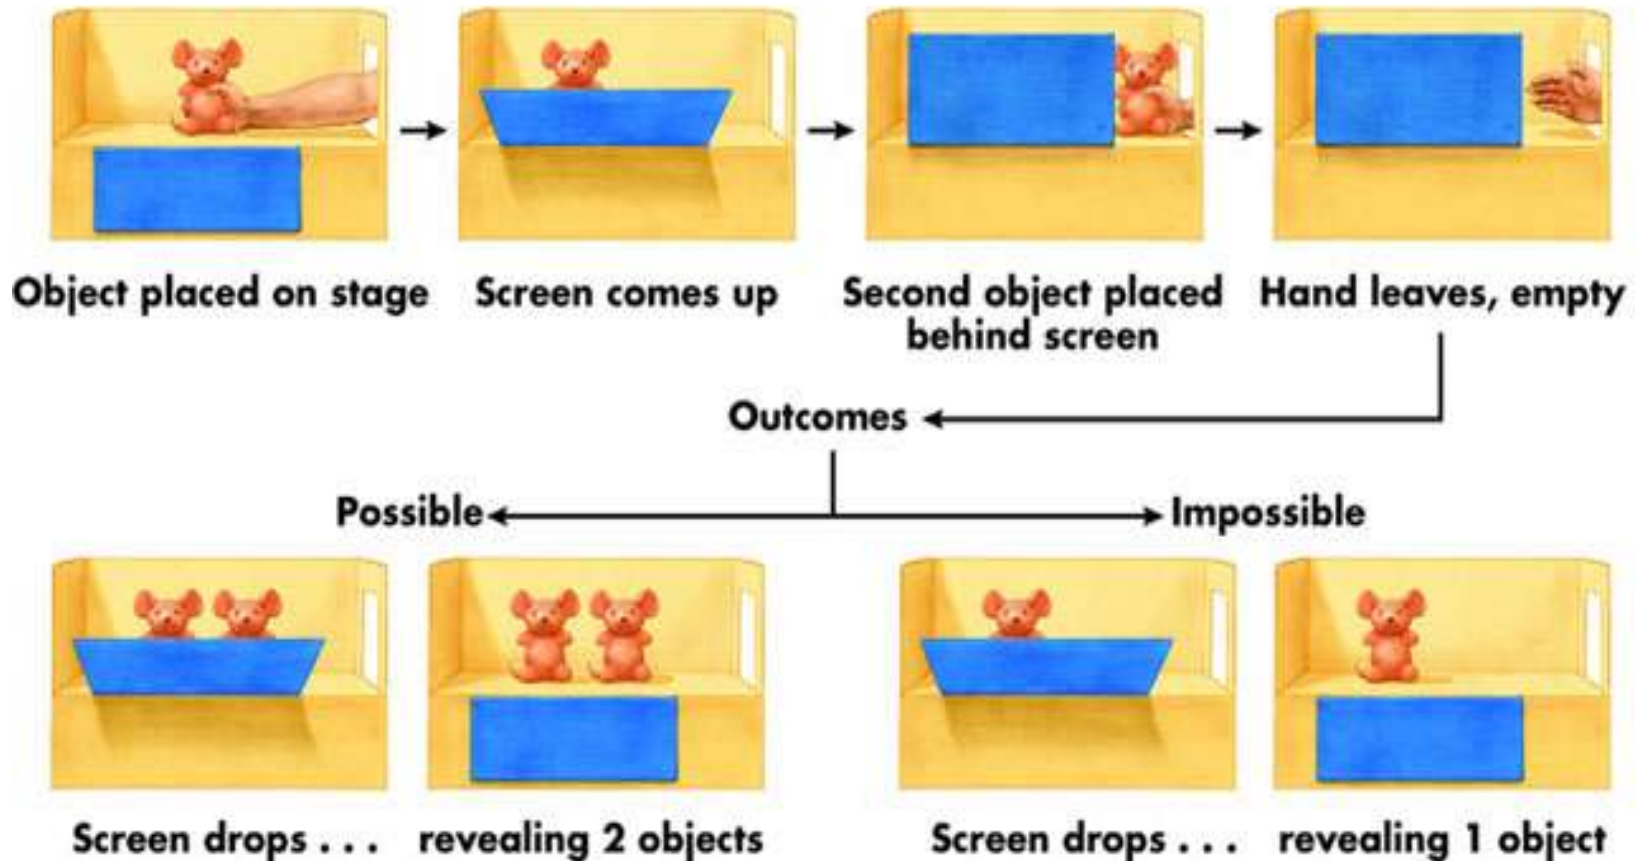 Object placed on stage
Screen comes up
Second object placed
behind screen
Hand leaves, empty
Outcomes
Possible
Impossible
Screen drops . . .
revealing 2 objects
Screen drops . . .
revealing 1 object